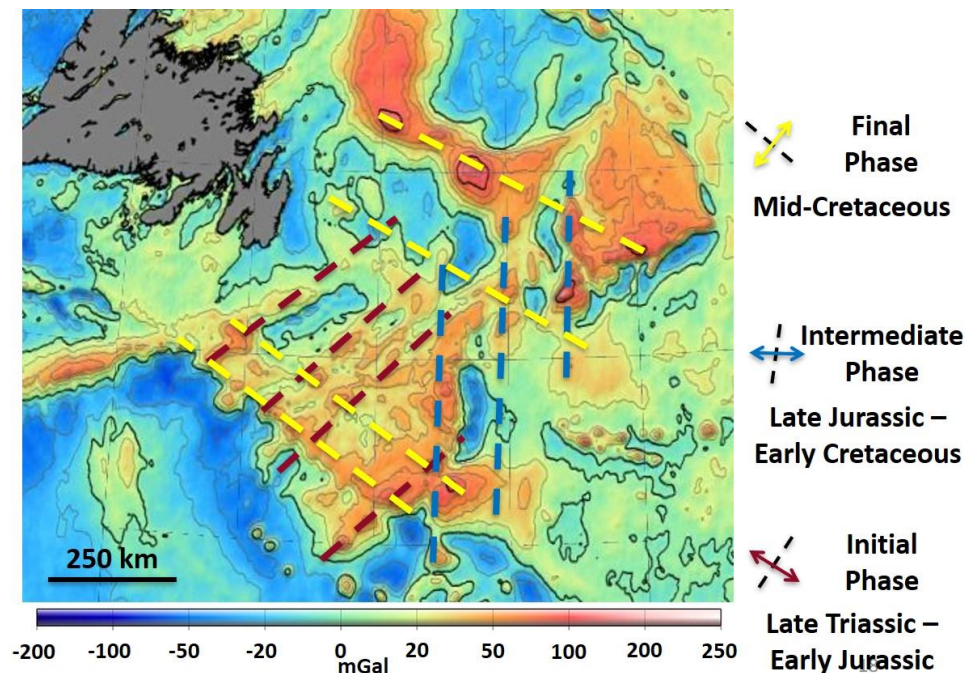 Final
Phase
Mid-Cretaceous
Intermediate
Phase
Late Jurassic –
Early Cretaceous
Initial
Phase
Late Triassic –
Early Jurassic
18
250 km
-200 -100 -50 -20 0 20 50 100 200 250
mGal